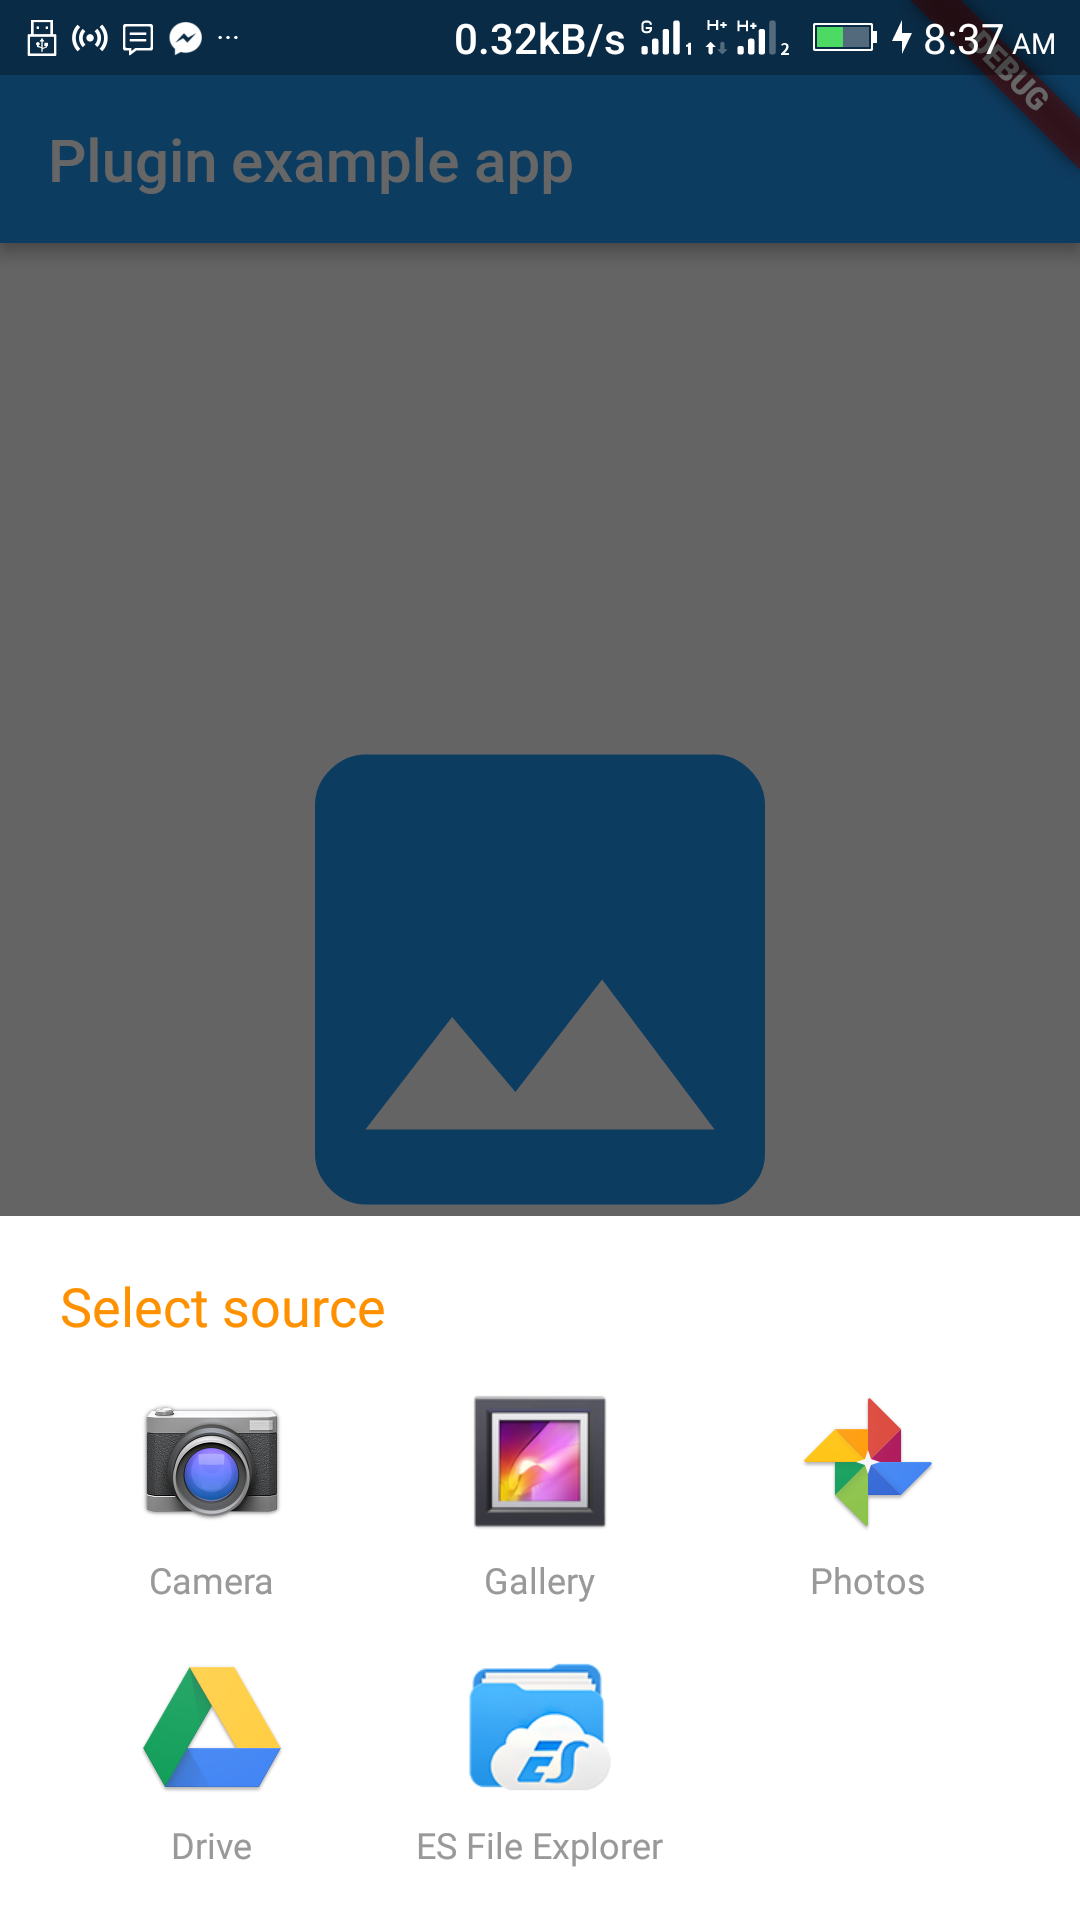 0.32kB/s G 1 H+ H+ 2 8:37 AM
DEBUG
Plugin example app
Select source
Camera Gallery Photos
ES
Drive ES File Explorer